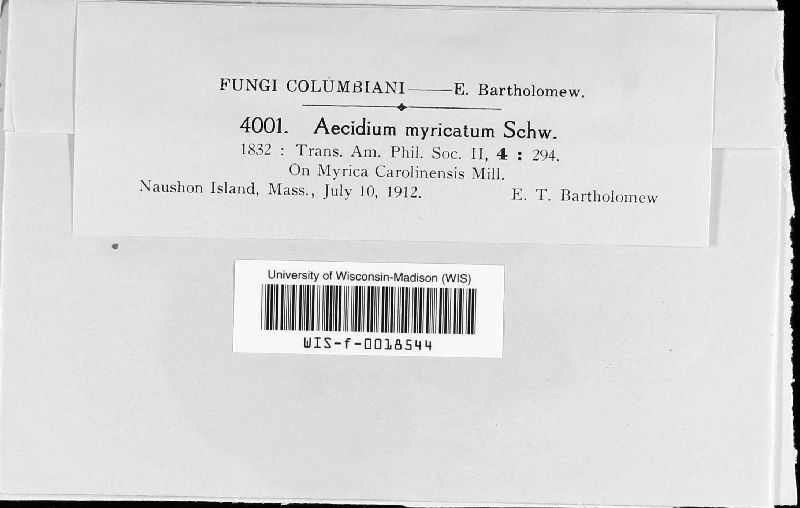 FUNGI COLUMBIANI——E. Bartholomew.
4001. Aecidium myricatum Schw.
1832 : Trans. Am. Phil. Soc. II, 4 : 294.
On Myrica Carolinensis Mill.
Naushon Island, Mass., July 10, 1912. E. T. Bartholomew
University of Wisconsin-Madison (WIS)
WIS-f-0018544